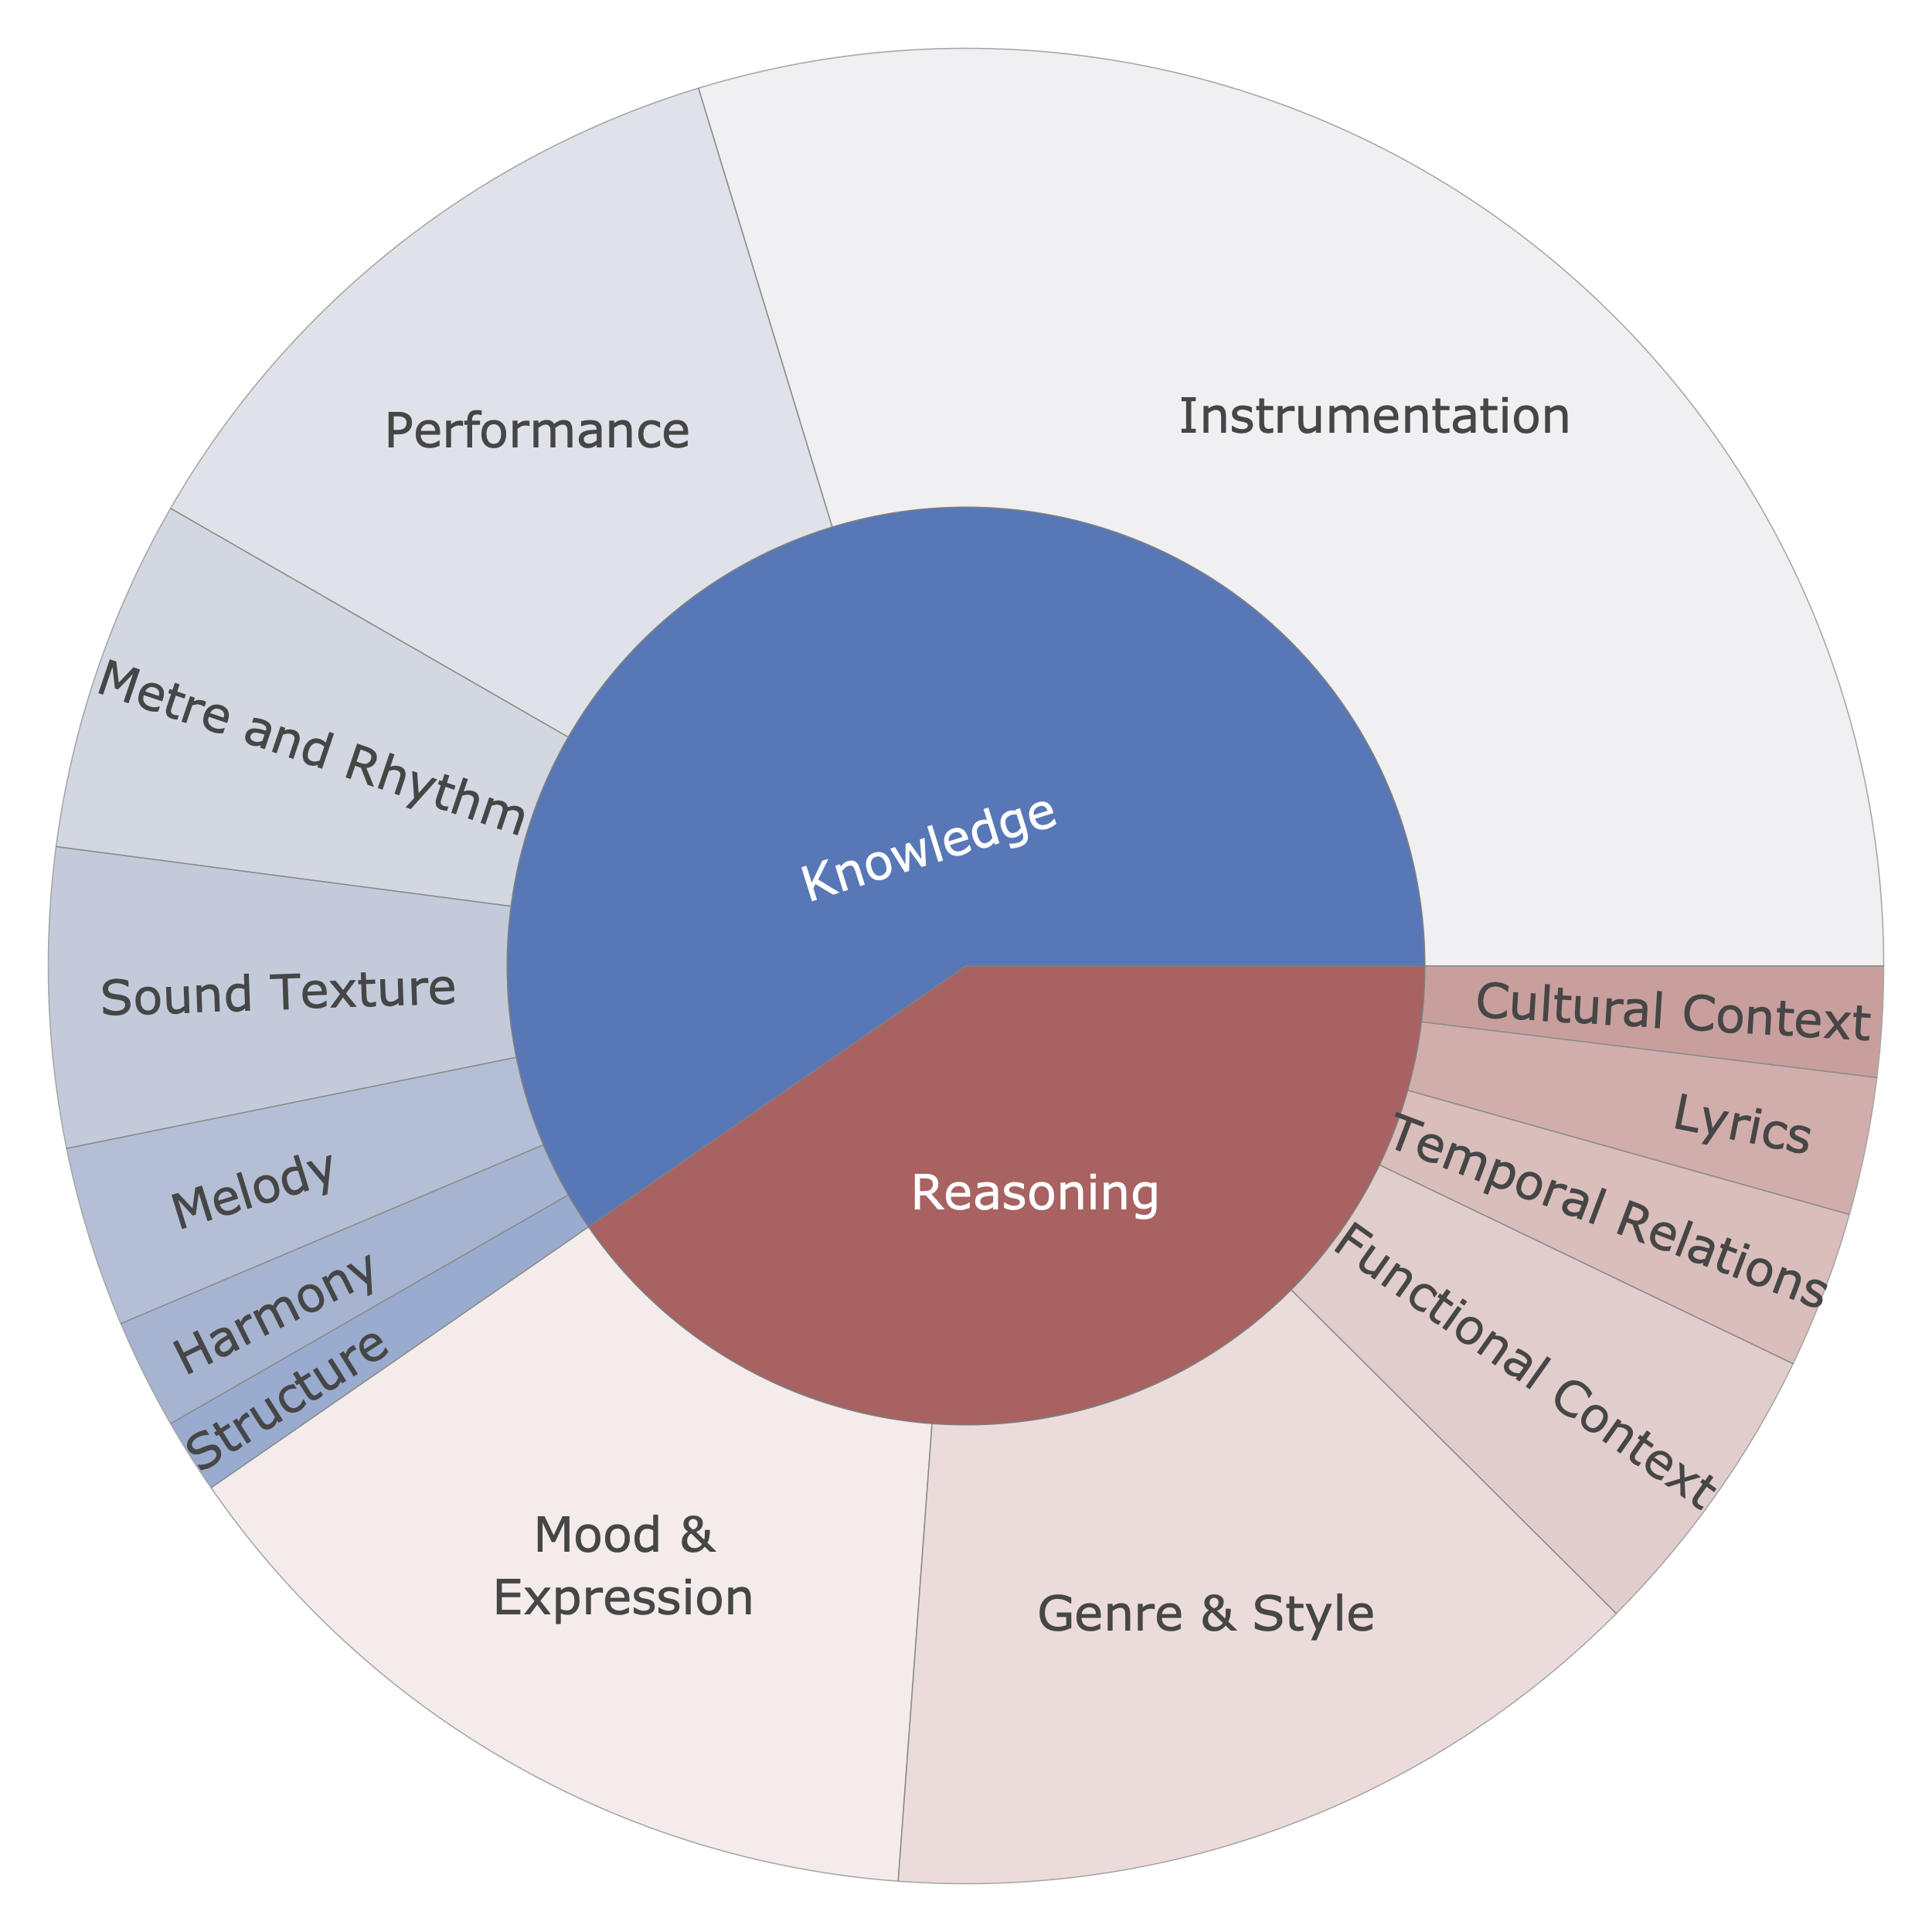 Instrumentation
Performance
Metre and Rhythm
Sound Texture
Melody
Harmony
Structure
Knowledge
Reasoning
Mood &
Expression
Genre & Style
Functional Context
Temporal Relations
Lyrics
Cultural Context